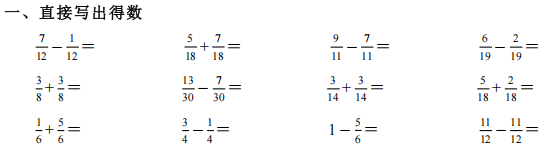 一、直接写出得数
7/12 − 1/12 = 5/18 + 7/18 = 9/11 − 7/11 = 6/19 − 2/19 =
3/8 + 3/8 = 13/30 − 7/30 = 3/14 + 3/14 = 5/18 + 2/18 =
1/6 + 5/6 = 3/4 − 1/4 = 1 − 5/6 = 11/12 − 11/12 =